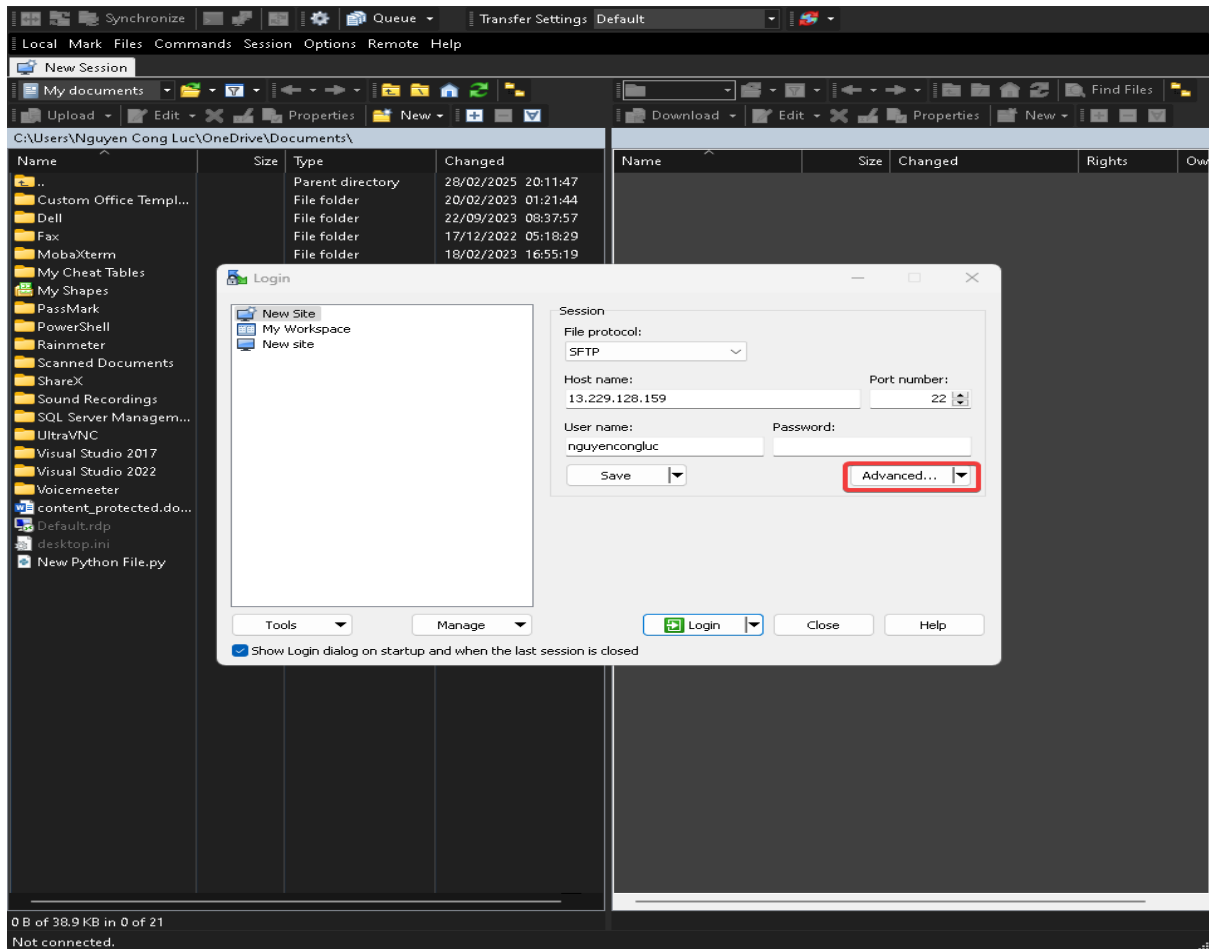 Synchronize Queue Transfer Settings Default
Local Mark Files Commands Session Options Remote Help
New Session
My documents
Upload Edit Properties New
C:\Users\Nguyen Cong Luc\OneDrive\Documents\
Name Size Type Changed
.. Parent directory 28/02/2025 20:11:47
Custom Office Templ... File folder 20/02/2023 01:21:44
Dell File folder 22/09/2023 08:37:57
Fax File folder 17/12/2022 05:18:29
MobaXterm File folder 18/02/2023 16:55:19
My Cheat Tables
My Shapes
PassMark
PowerShell
Rainmeter
Scanned Documents
ShareX
Sound Recordings
SQL Server Managem...
UltraVNC
Visual Studio 2017
Visual Studio 2022
Voicemeeter
content_protected.do...
Default.rdp
desktop.ini
New Python File.py
Find Files
Download Edit Properties New
Name Size Changed Rights Ow
Login
New Site
My Workspace
New site
Session
File protocol:
SFTP
Host name: Port number:
13.229.128.159 22
User name: Password:
nguyencongluc
Save Advanced...
Tools Manage Login Close Help
Show Login dialog on startup and when the last session is closed
0 B of 38.9 KB in 0 of 21
Not connected.